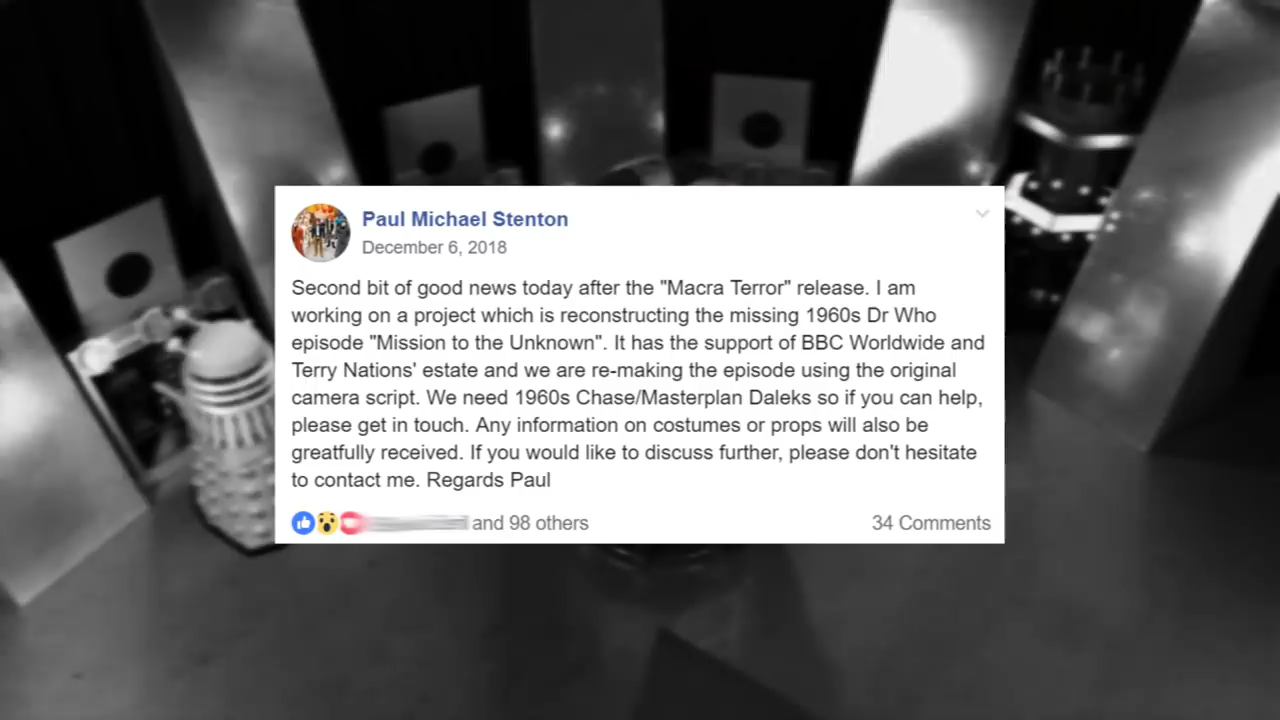 Paul Michael Stenton
December 6, 2018
Second bit of good news today after the "Macra Terror" release. I am
working on a project which is reconstructing the missing 1960s Dr Who
episode "Mission to the Unknown". It has the support of BBC Worldwide and
Terry Nations' estate and we are re-making the episode using the original
camera script. We need 1960s Chase/Masterplan Daleks so if you can help,
please get in touch. Any information on costumes or props will also be
greatfully received. If you would like to discuss further, please don't hesitate
to contact me. Regards Paul
and 98 others
34 Comments